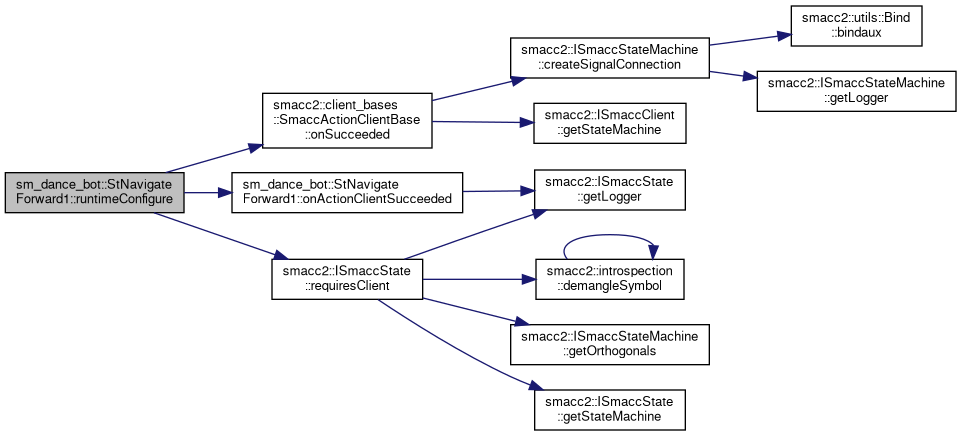 sm_dance_bot::StNavigate
Forward1::runtimeConfigure
smacc2::client_bases
::SmaccActionClientBase
::onSucceeded
smacc2::ISmaccStateMachine
::createSignalConnection
smacc2::utils::Bind
::bindaux
smacc2::ISmaccStateMachine
::getLogger
smacc2::ISmaccClient
::getStateMachine
sm_dance_bot::StNavigate
Forward1::onActionClientSucceeded
smacc2::ISmaccState
::getLogger
smacc2::ISmaccState
::requiresClient
smacc2::introspection
::demangleSymbol
smacc2::ISmaccStateMachine
::getOrthogonals
smacc2::ISmaccState
::getStateMachine